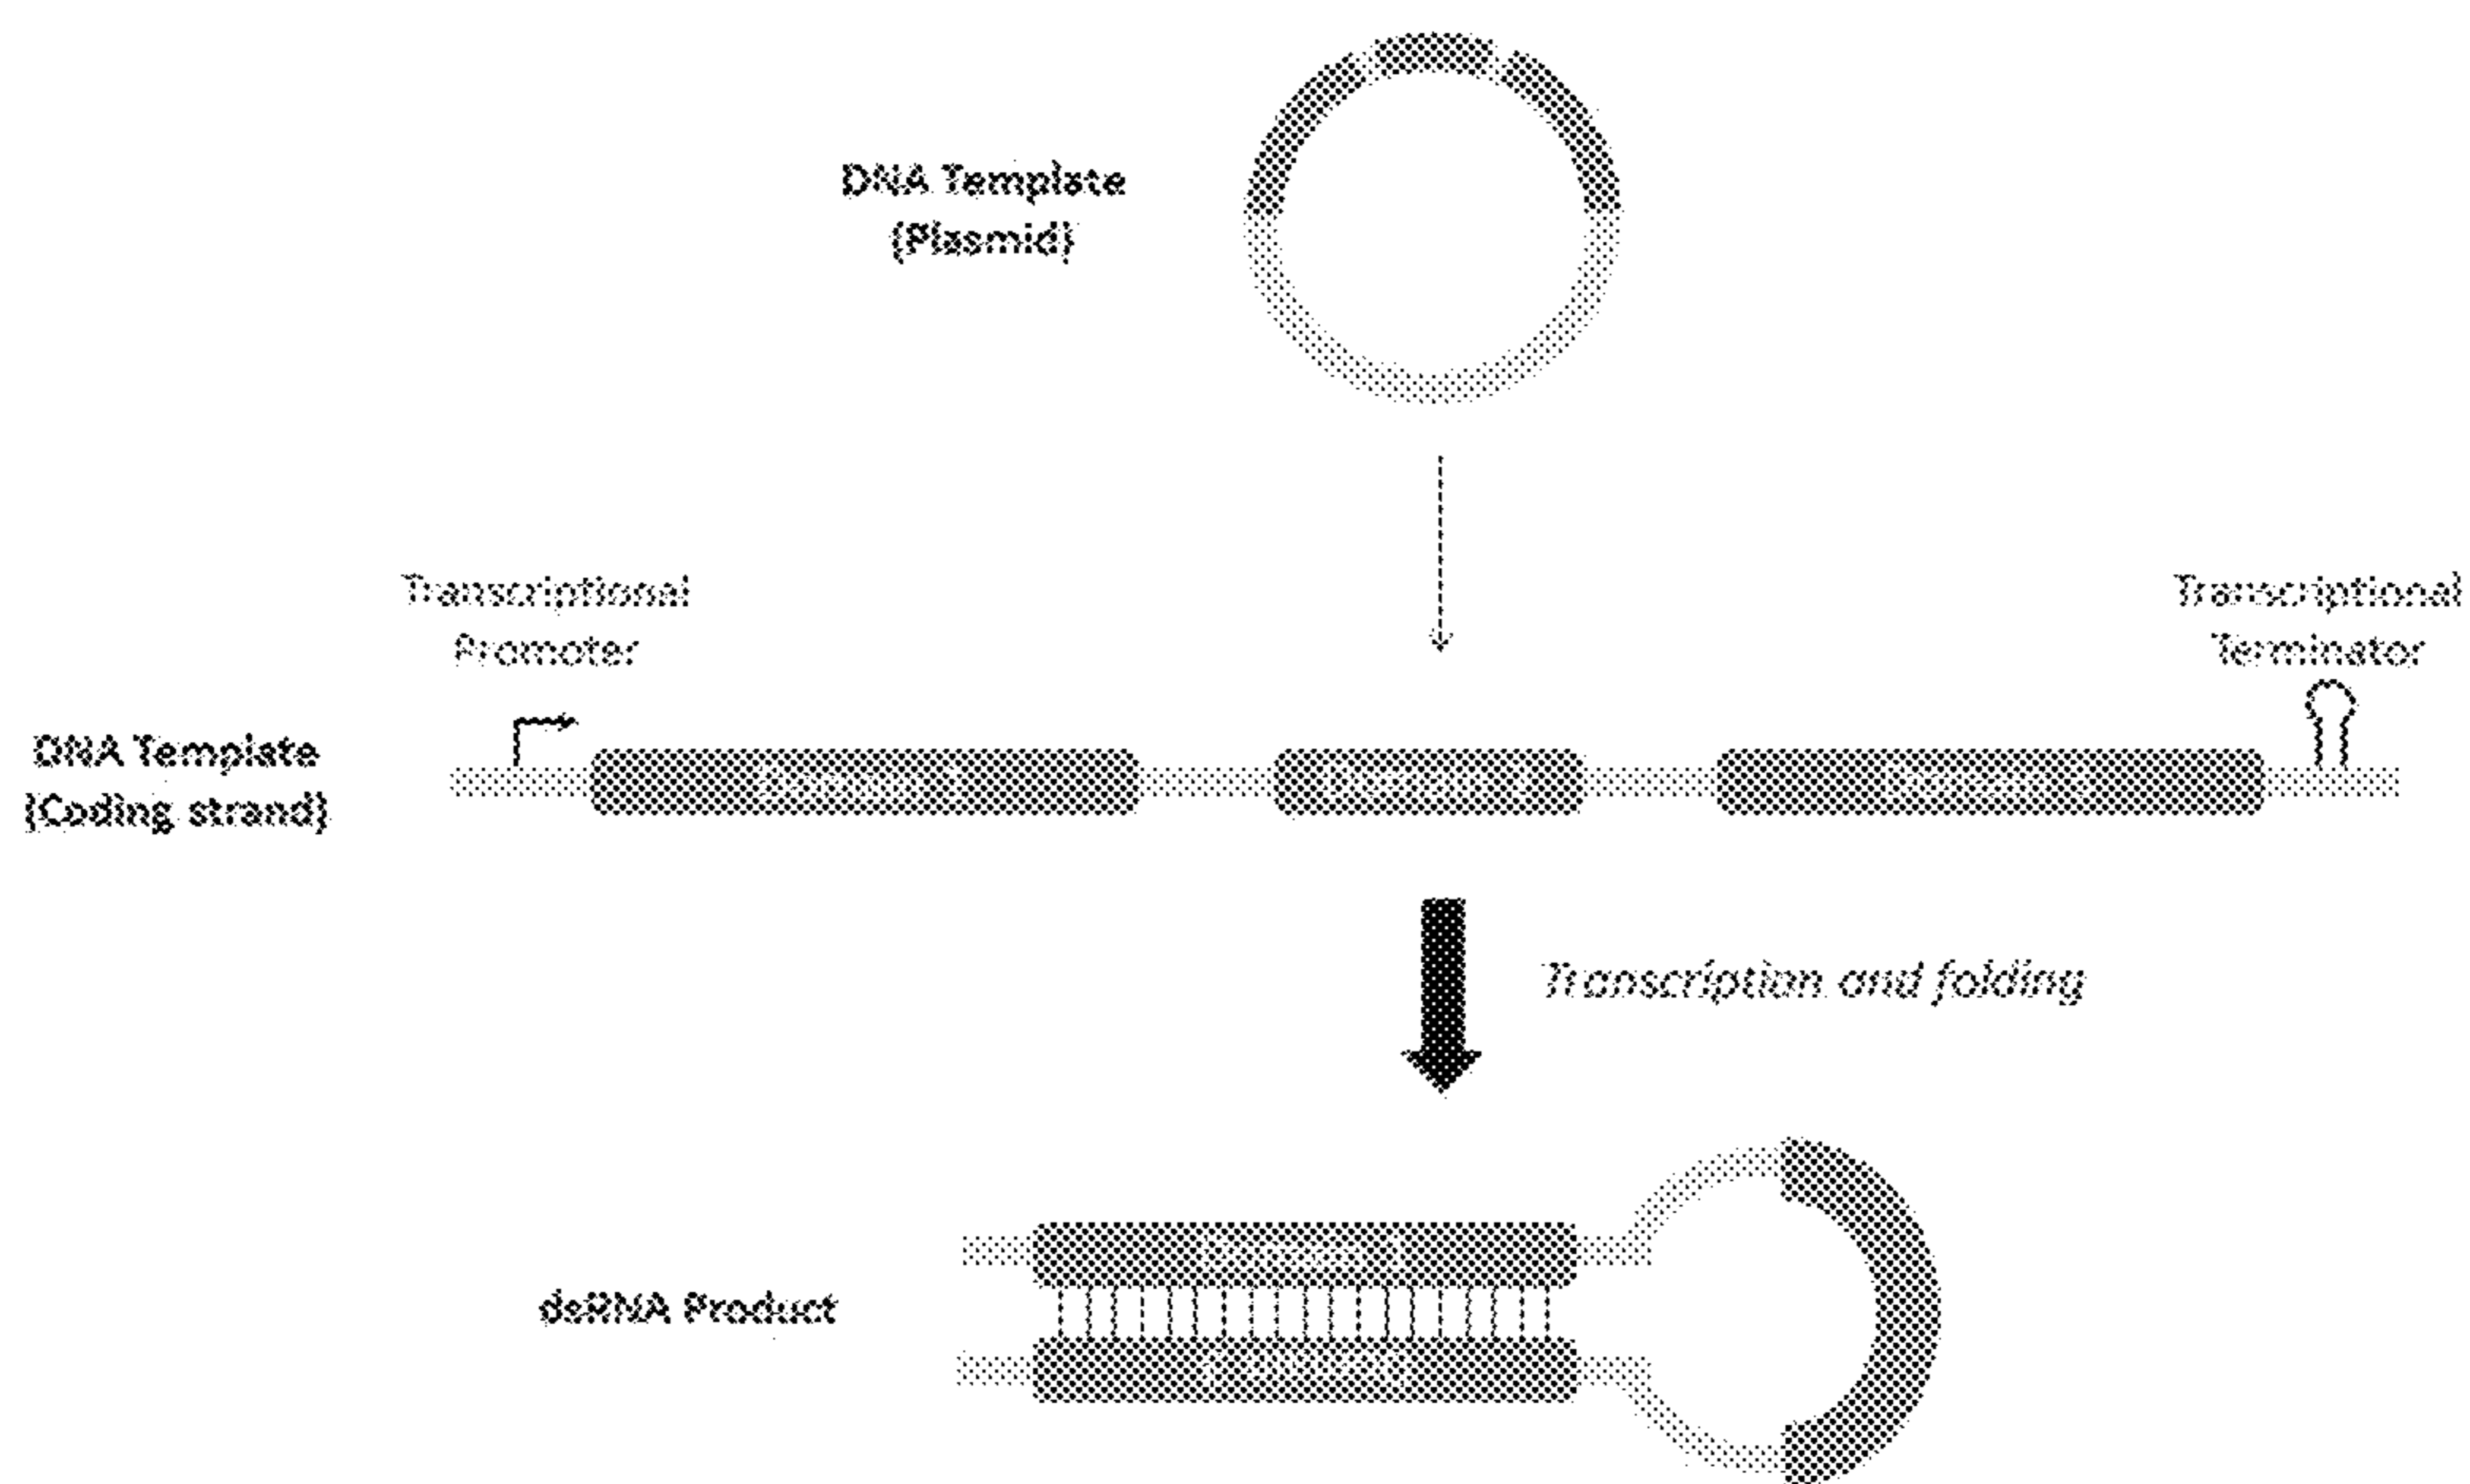 DNA Template
(Plasmid)
Transcriptional
Promoter
Transcriptional
Terminator
DNA Template
(Coding strand)
Transcription and folding
dsRNA Product